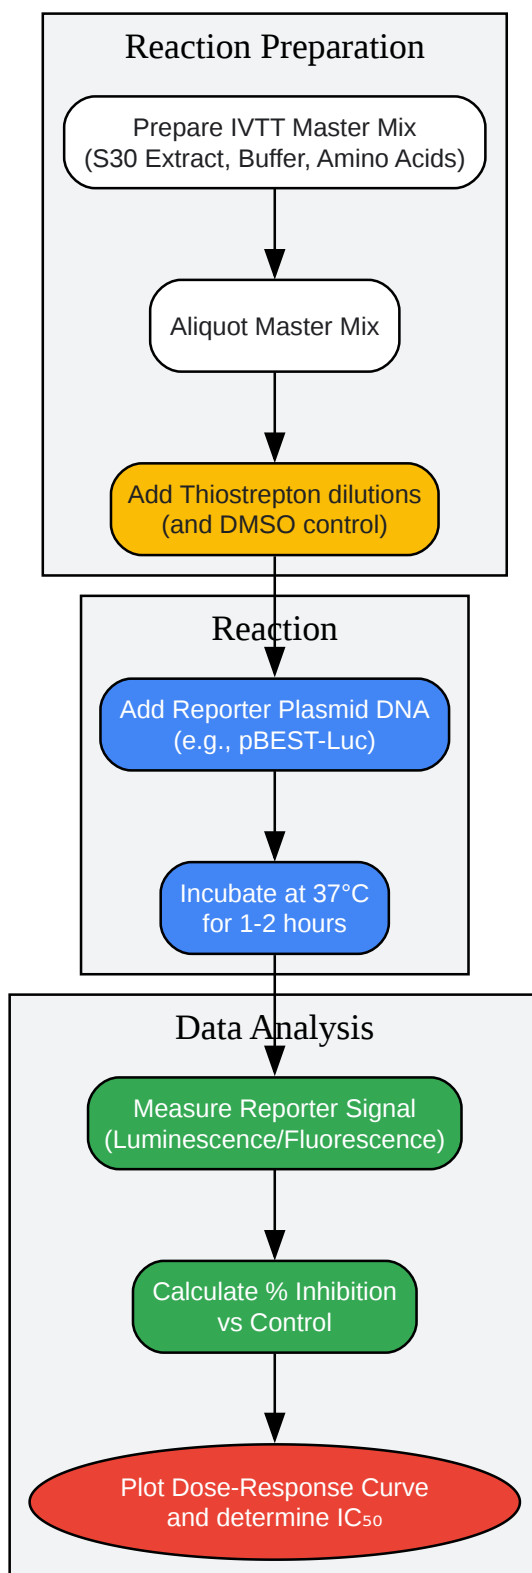 Reaction Preparation
Prepare IVTT Master Mix
(S30 Extract, Buffer, Amino Acids)
Aliquot Master Mix
Add Thiostrepton dilutions
(and DMSO control)
Reaction
Add Reporter Plasmid DNA
(e.g., pBEST-Luc)
Incubate at 37°C
for 1-2 hours
Data Analysis
Measure Reporter Signal
(Luminescence/Fluorescence)
Calculate % Inhibition
vs Control
Plot Dose-Response Curve
and determine IC₅₀